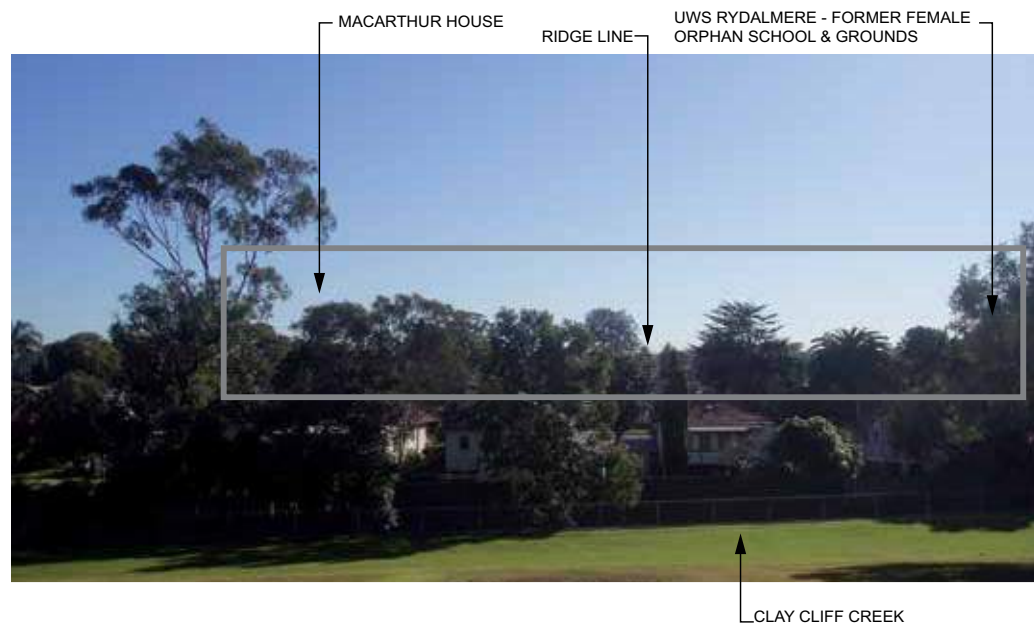 MACARTHUR HOUSE
RIDGE LINE
UWS RYDALMERE - FORMER FEMALE
ORPHAN SCHOOL & GROUNDS
CLAY CLIFF CREEK